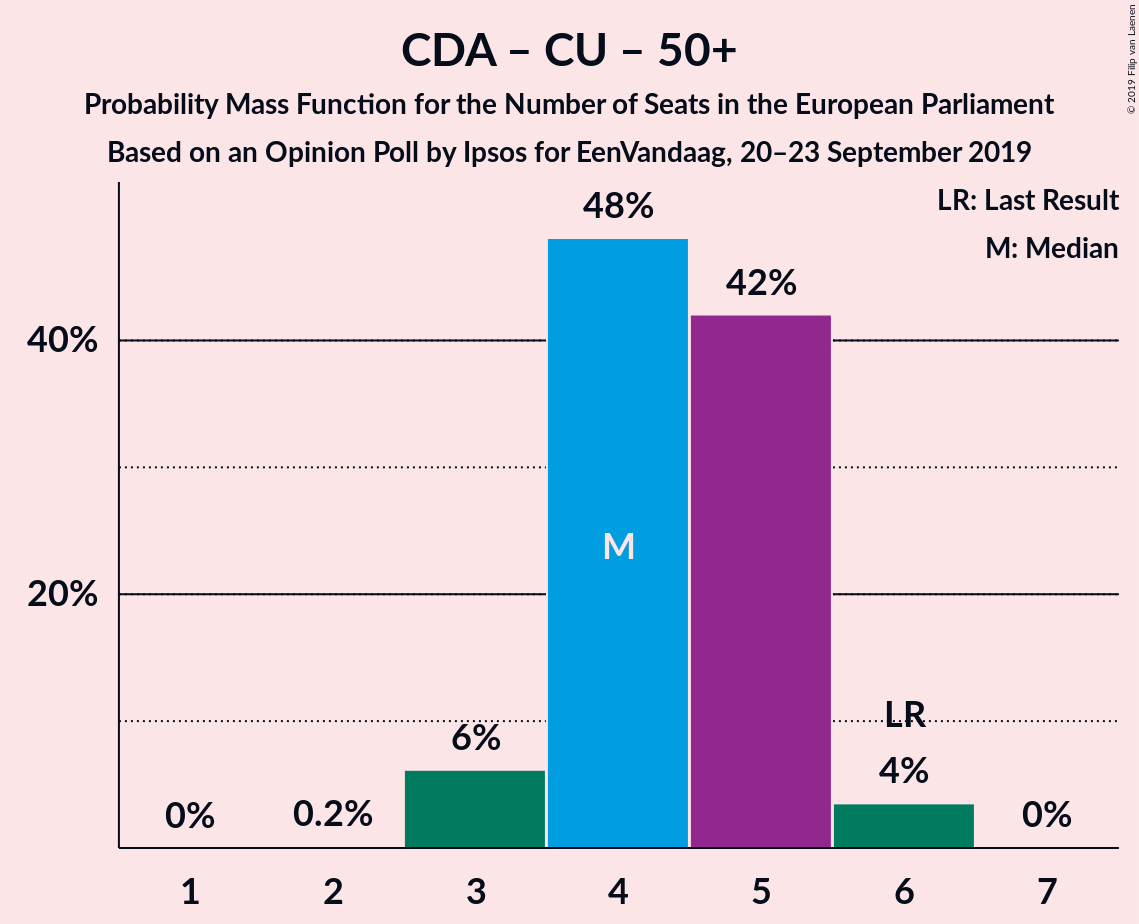 CDA – CU – 50+
Probability Mass Function for the Number of Seats in the European Parliament
Based on an Opinion Poll by Ipsos for EenVandaag, 20–23 September 2019
© 2019 Filip van Laenen
LR: Last Result
M: Median
48%
42%
40%
M
20%
LR
6%
4%
0%
0.2%
0%
1 2 3 4 5 6 7